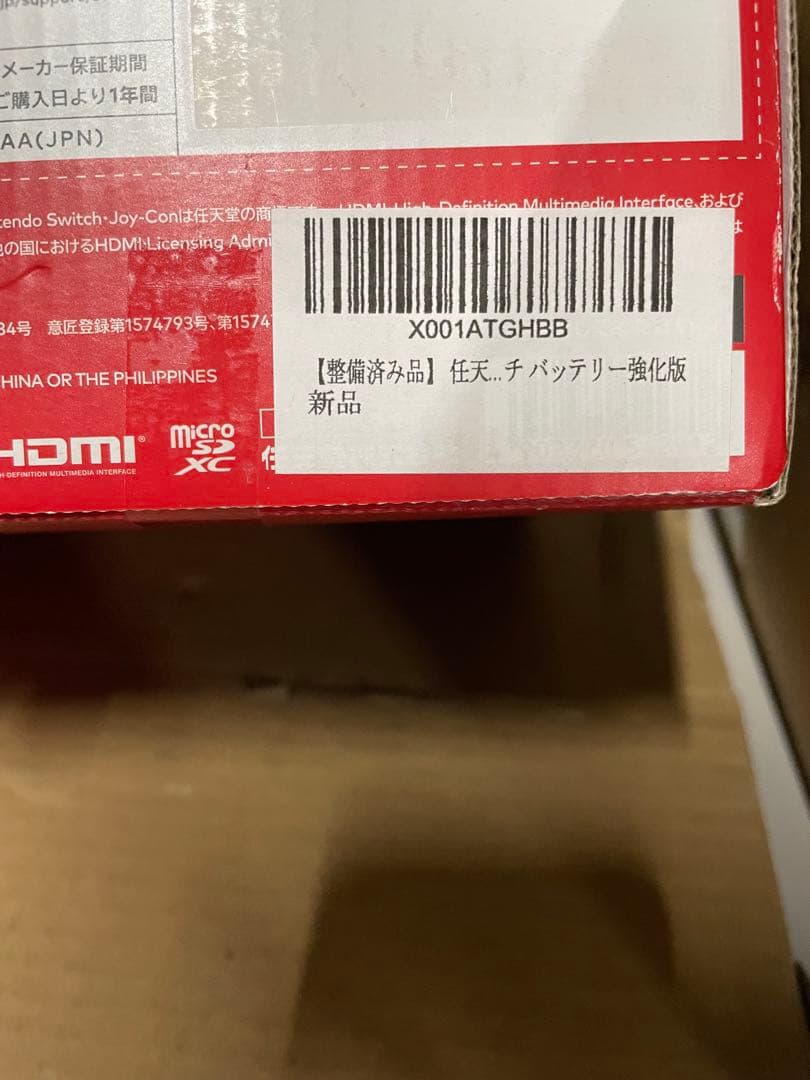 メーカー保証期間
ご購入日より1年間
AA(JPN)
ntendo Switch・Joy-Conは任天堂の商
HDMI、High-Definition Multimedia Interface、および
の国におけるHDMI Licensing Admi
は
34号 意匠登録第1574793号、第1574
HINA OR THE PHILIPPINES
HDMI®
H-DEFINITION MULTIMEDIA INTERFACE
micro
SD
XC
任
X001ATGHBB
【整備済み品】 任天...チ バッテリー強化版
新品